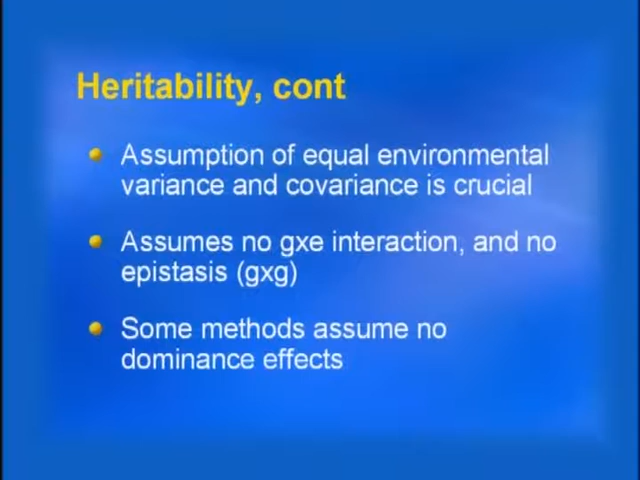 Heritability, cont
Assumption of equal environmental
variance and covariance is crucial
Assumes no gxe interaction, and no
epistasis (gxg)
Some methods assume no
dominance effects